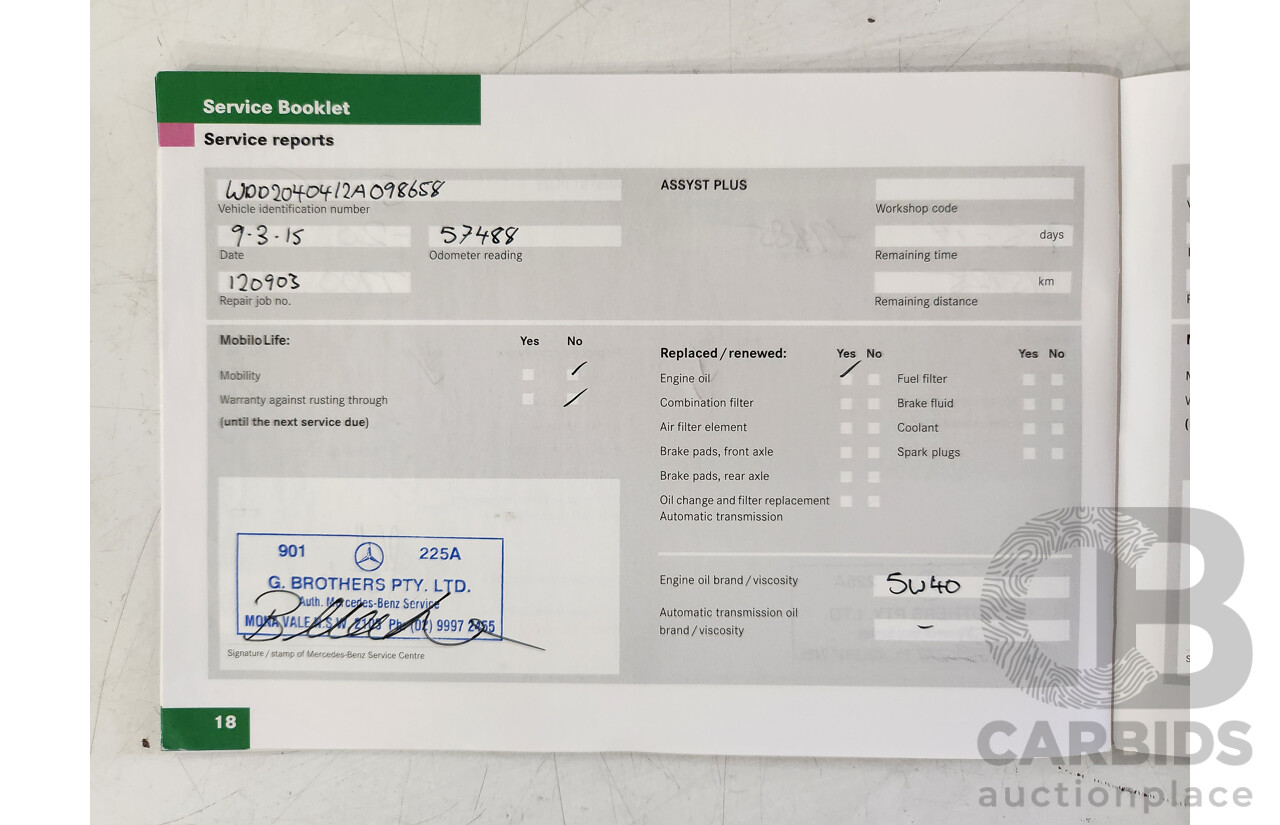 Service Booklet
Service reports
WDD2040412A098658
Vehicle identification number
9·3·15
57488
Date
Odometer reading
120903
Repair job no.
ASSYST PLUS
Workshop code
days
Remaining time
km
Remaining distance
MobiloLife:
Yes No
Mobility
Warranty against rusting through
(until the next service due)
Replaced / renewed:
Yes No
Yes No
Engine oil
Fuel filter
Combination filter
Brake fluid
Air filter element
Coolant
Brake pads, front axle
Spark plugs
Brake pads, rear axle
Oil change and filter replacement
Automatic transmission
901 225A
G. BROTHERS PTY. LTD.
Auth. Mercedes-Benz Service
MONA VALE N.S.W. 2103 Ph (02) 9997 2455
Signature / stamp of Mercedes-Benz Service Centre
Engine oil brand / viscosity
5W40
Automatic transmission oil
brand / viscosity
–
18
CB
CARBIDS
auctionplace